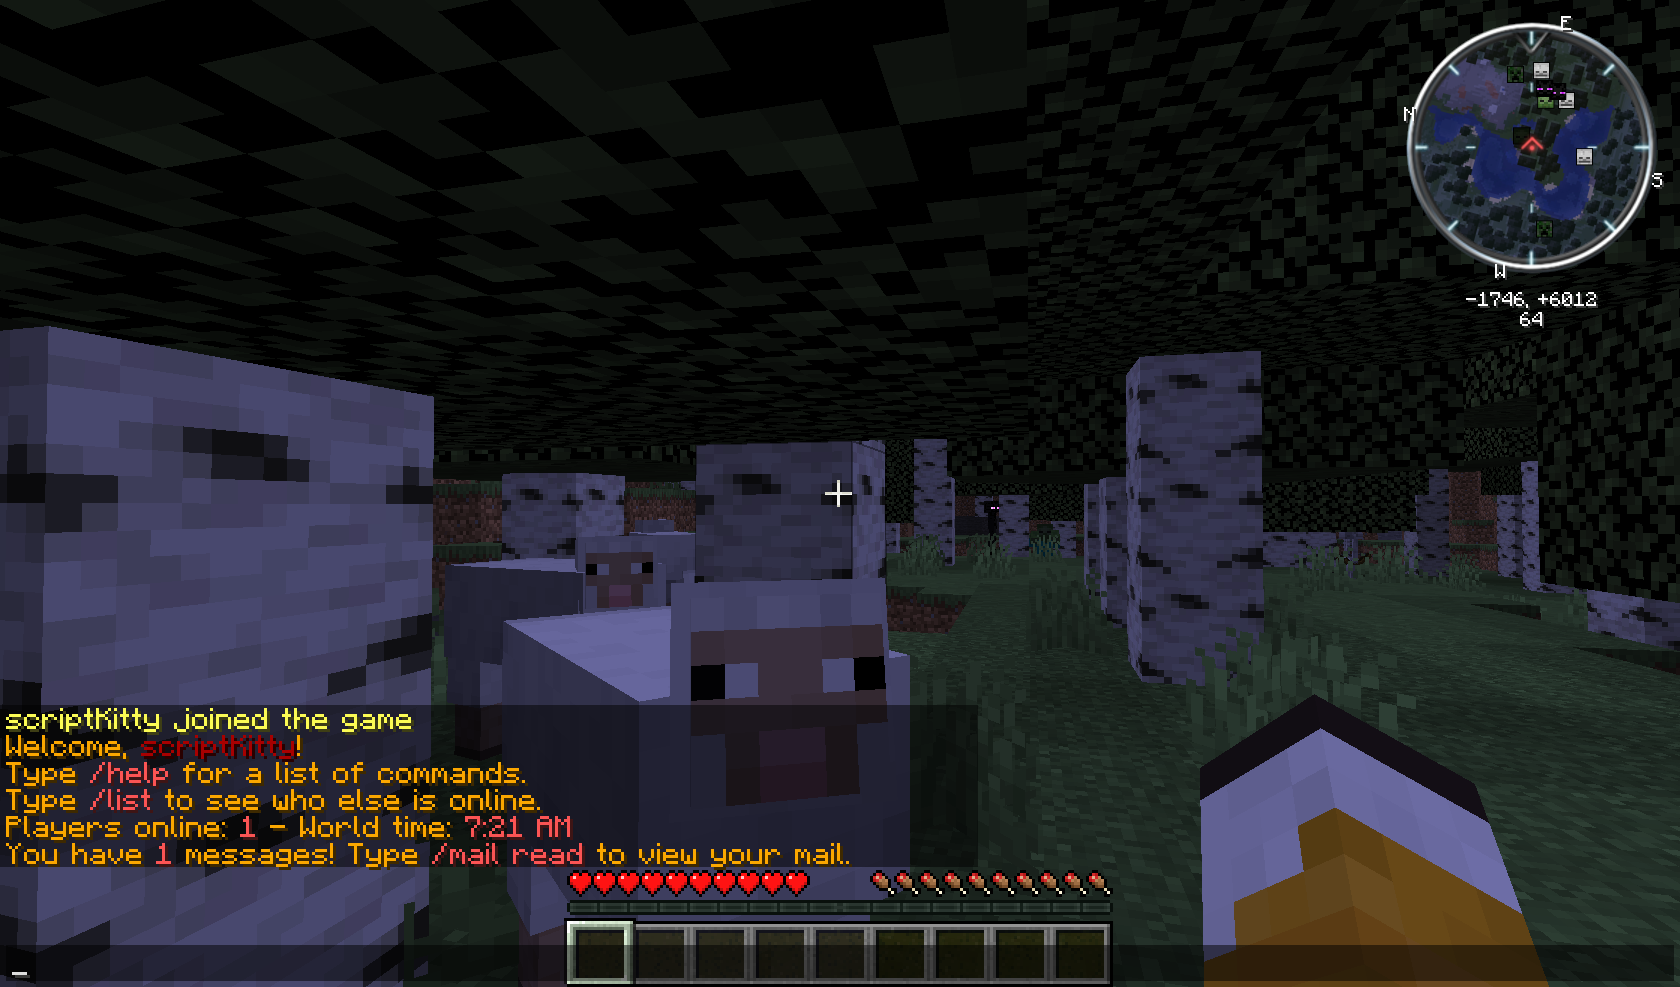 E
N
S
W
-1746, +6012
64
scriptKitty joined the game
Welcome, scriptKitty!
Type /help for a list of commands.
Type /list to see who else is online.
Players online: 1 - World time: 7:21 AM
You have 1 messages! Type /mail read to view your mail.
_